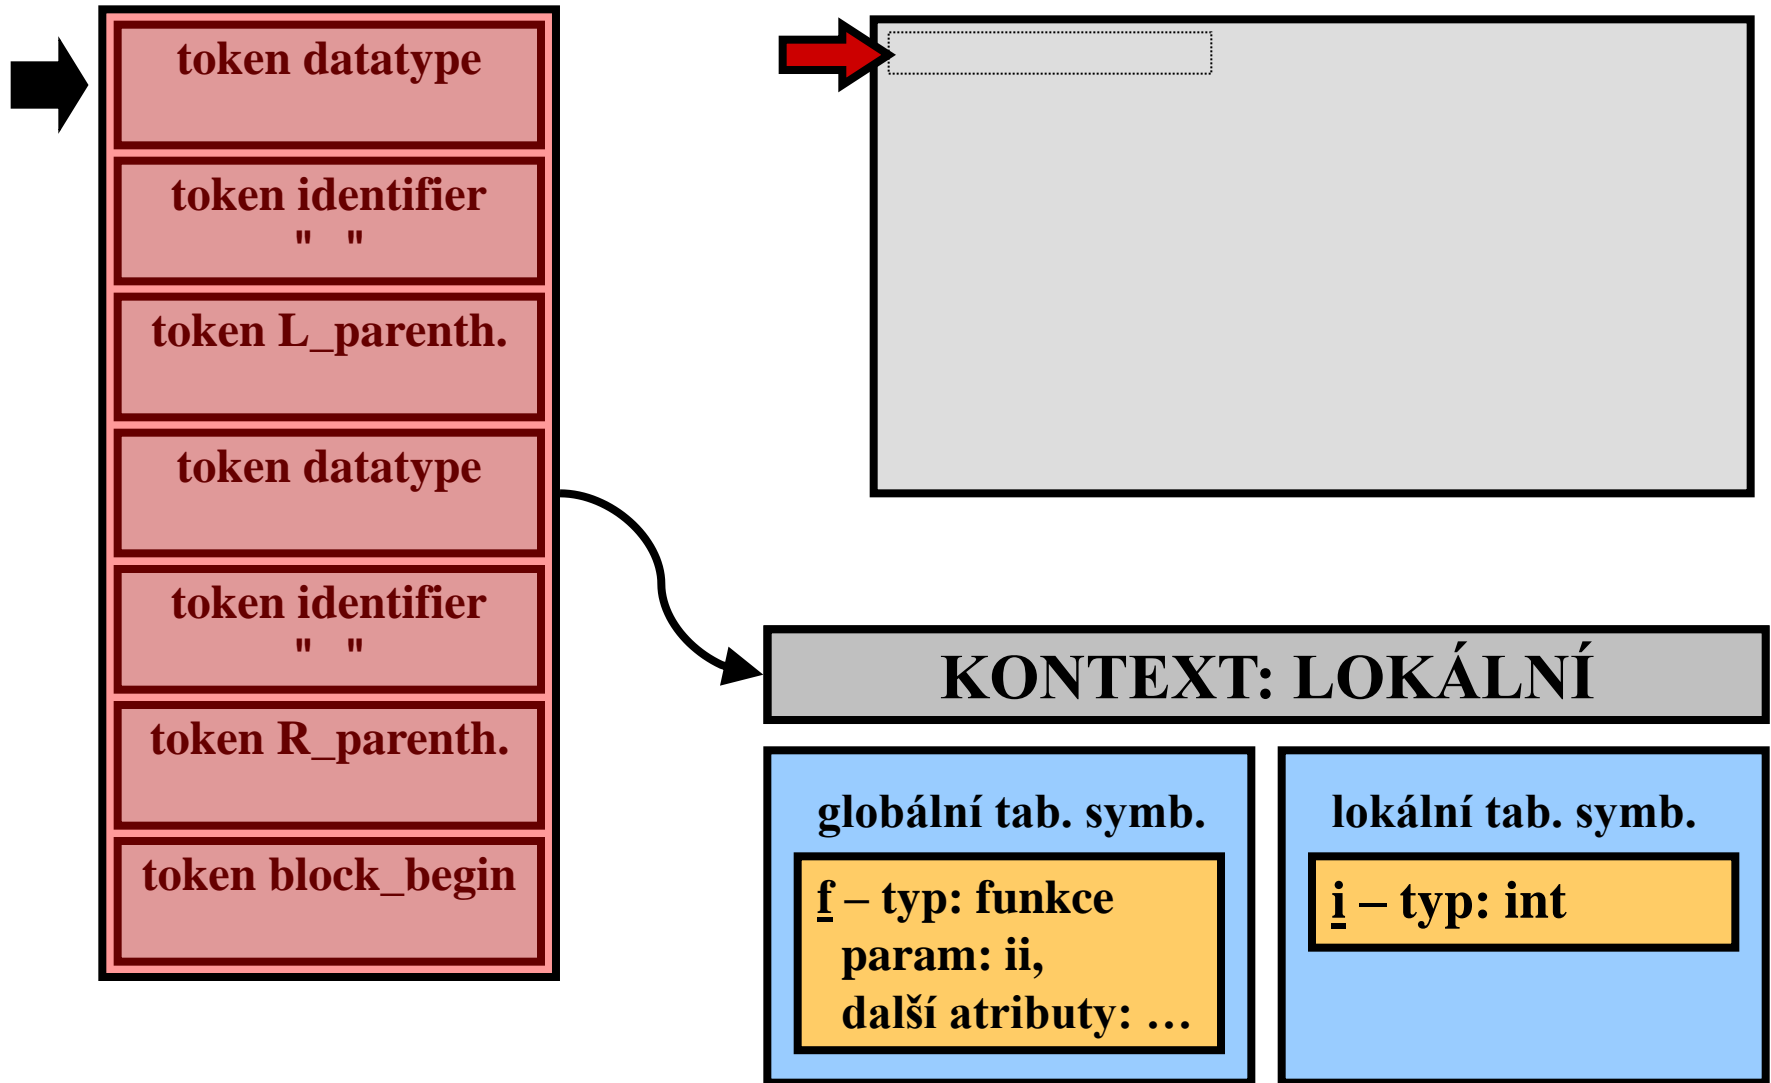 token datatype
token identifier
" "
token L_parenth.
token datatype
token identifier
" "
token R_parenth.
token block_begin
KONTEXT: LOKÁLNÍ
globální tab. symb.
f – typ: funkce
param: ii,
další atributy: …
lokální tab. symb.
i – typ: int